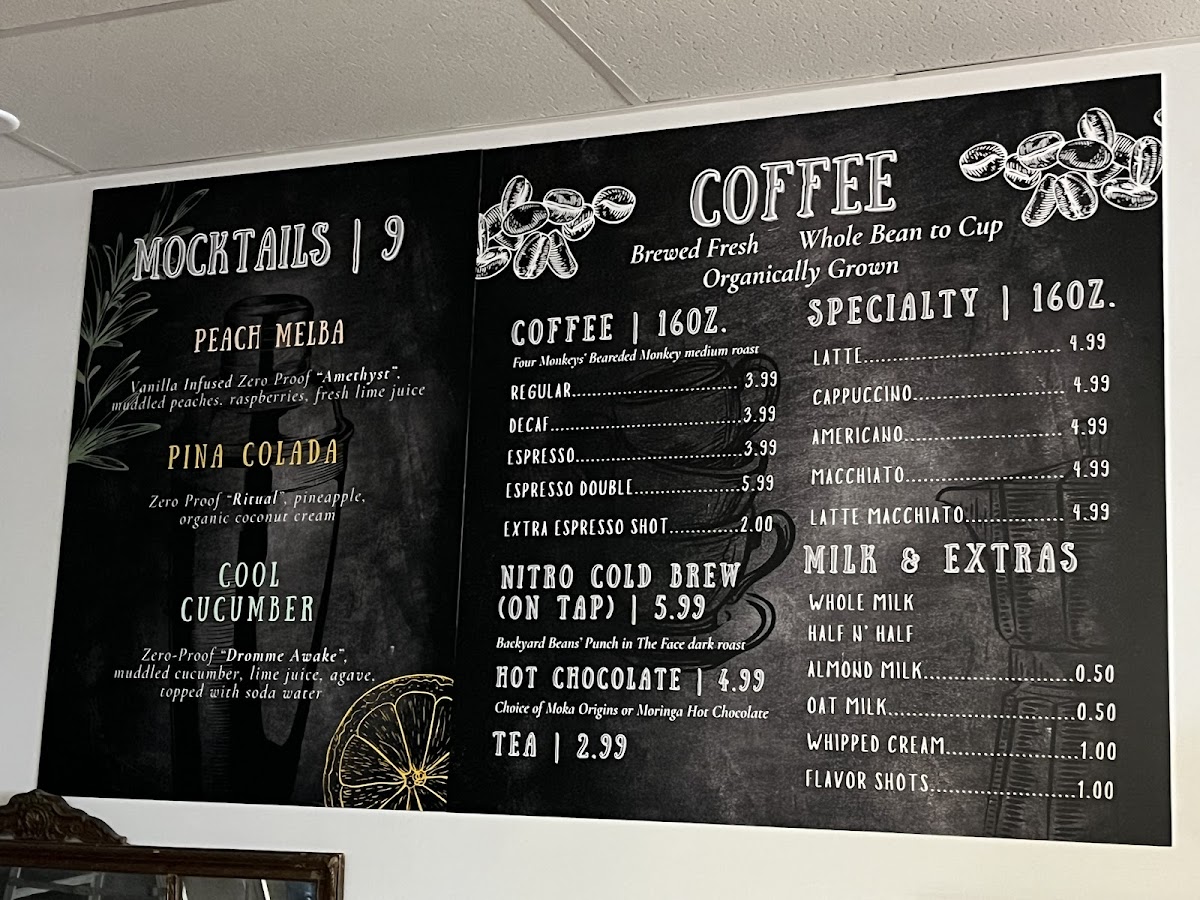 MOCKTAILS | 9
PEACH MELBA
Vanilla Infused Zero Proof "Amethyst",
muddled peaches, raspberries, fresh lime juice
PINA COLADA
Zero Proof "Ritual", pineapple,
organic coconut cream
COOL
CUCUMBER
Zero-Proof "Dromme Awake",
muddled cucumber, lime juice, agave,
topped with soda water
COFFEE
Brewed Fresh Whole Bean to Cup
Organically Grown
COFFEE | 16OZ.
Four Monkeys' Beareded Monkey medium roast
REGULAR........................... 3.99
DECAF...............................3.99
ESPRESSO...........................3.99
ESPRESSO DOUBLE.................5.99
EXTRA ESPRESSO SHOT............2.00
NITRO COLD BREW
(ON TAP) | 5.99
Backyard Beans' Punch in The Face dark roast
HOT CHOCOLATE | 4.99
Choice of Moka Origins or Moringa Hot Chocolate
TEA | 2.99
SPECIALTY | 16OZ.
LATTE................................ 4.99
CAPPUCCINO........................ 4.99
AMERICANO.......................... 4.99
MACCHIATO.......................... 4.99
LATTE MACCHIATO................ 4.99
MILK & EXTRAS
WHOLE MILK
HALF N' HALF
ALMOND MILK.........................0.50
OAT MILK..............................0.50
WHIPPED CREAM......................1.00
FLAVOR SHOTS........................1.00